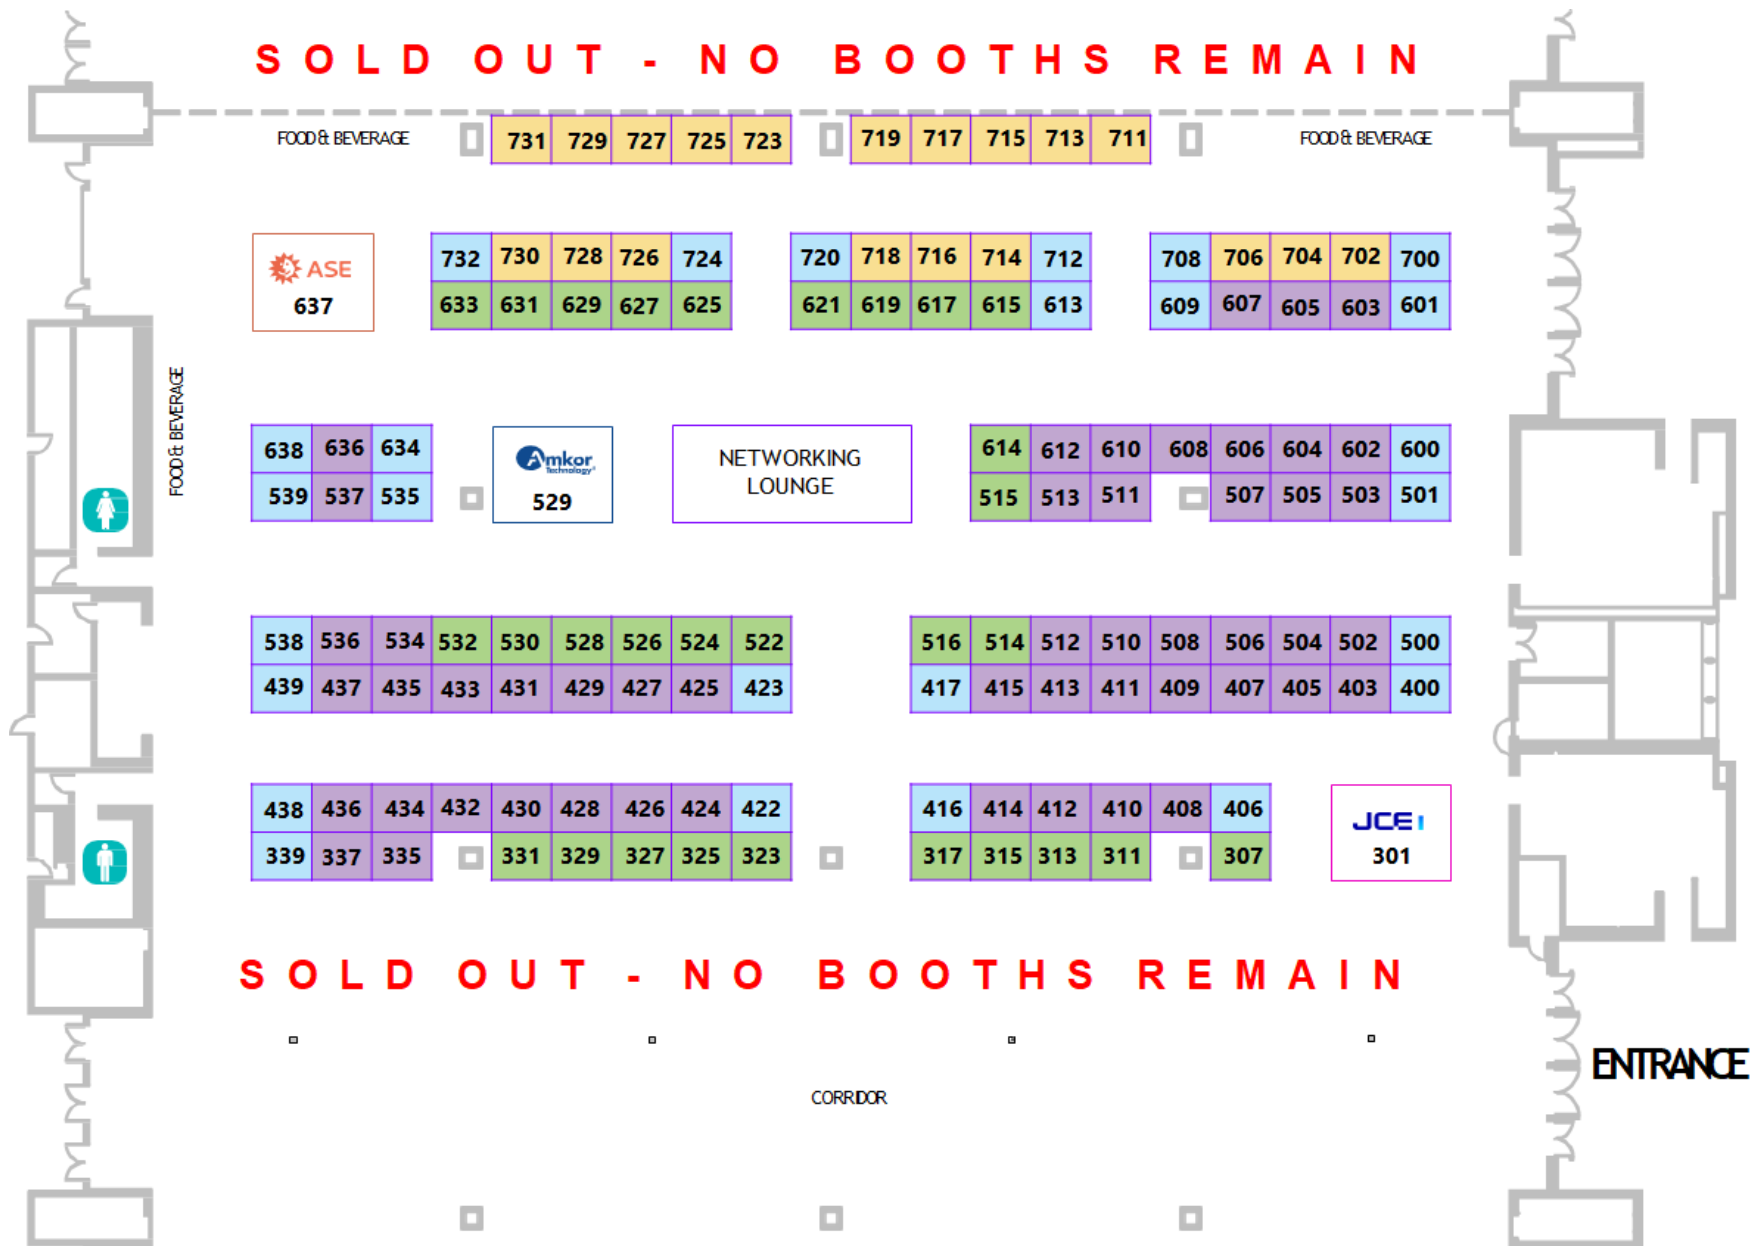 SOLD OUT - NO BOOTHS REMAIN
FOOD & BEVERAGE
731 729 727 725 723
719 717 715 713 711
FOOD & BEVERAGE
ASE
637
732 730 728 726 724
633 631 629 627 625
720 718 716 714 712
621 619 617 615 613
708 706 704 702 700
609 607 605 603 601
FOOD & BEVERAGE
638 636 634
539 537 535
Amkor
Technology
529
NETWORKING
LOUNGE
614 612 610 608 606 604 602 600
515 513 511 507 505 503 501
538 536 534 532 530 528 526 524 522
439 437 435 433 431 429 427 425 423
516 514 512 510 508 506 504 502 500
417 415 413 411 409 407 405 403 400
438 436 434 432 430 428 426 424 422
339 337 335 331 329 327 325 323
416 414 412 410 408 406
317 315 313 311 307
JCET
301
SOLD OUT - NO BOOTHS REMAIN
ENTRANCE
CORRIDOR